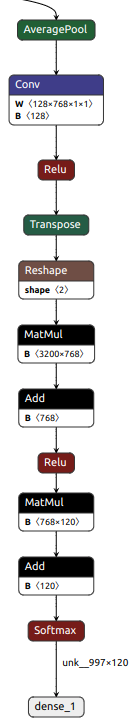 AveragePool
Conv
W ⟨128×768×1×1⟩
B ⟨128⟩
Relu
Transpose
Reshape
shape ⟨2⟩
MatMul
B ⟨3200×768⟩
Add
B ⟨768⟩
Relu
MatMul
B ⟨768×120⟩
Add
B ⟨120⟩
Softmax
unk__997×120
dense_1